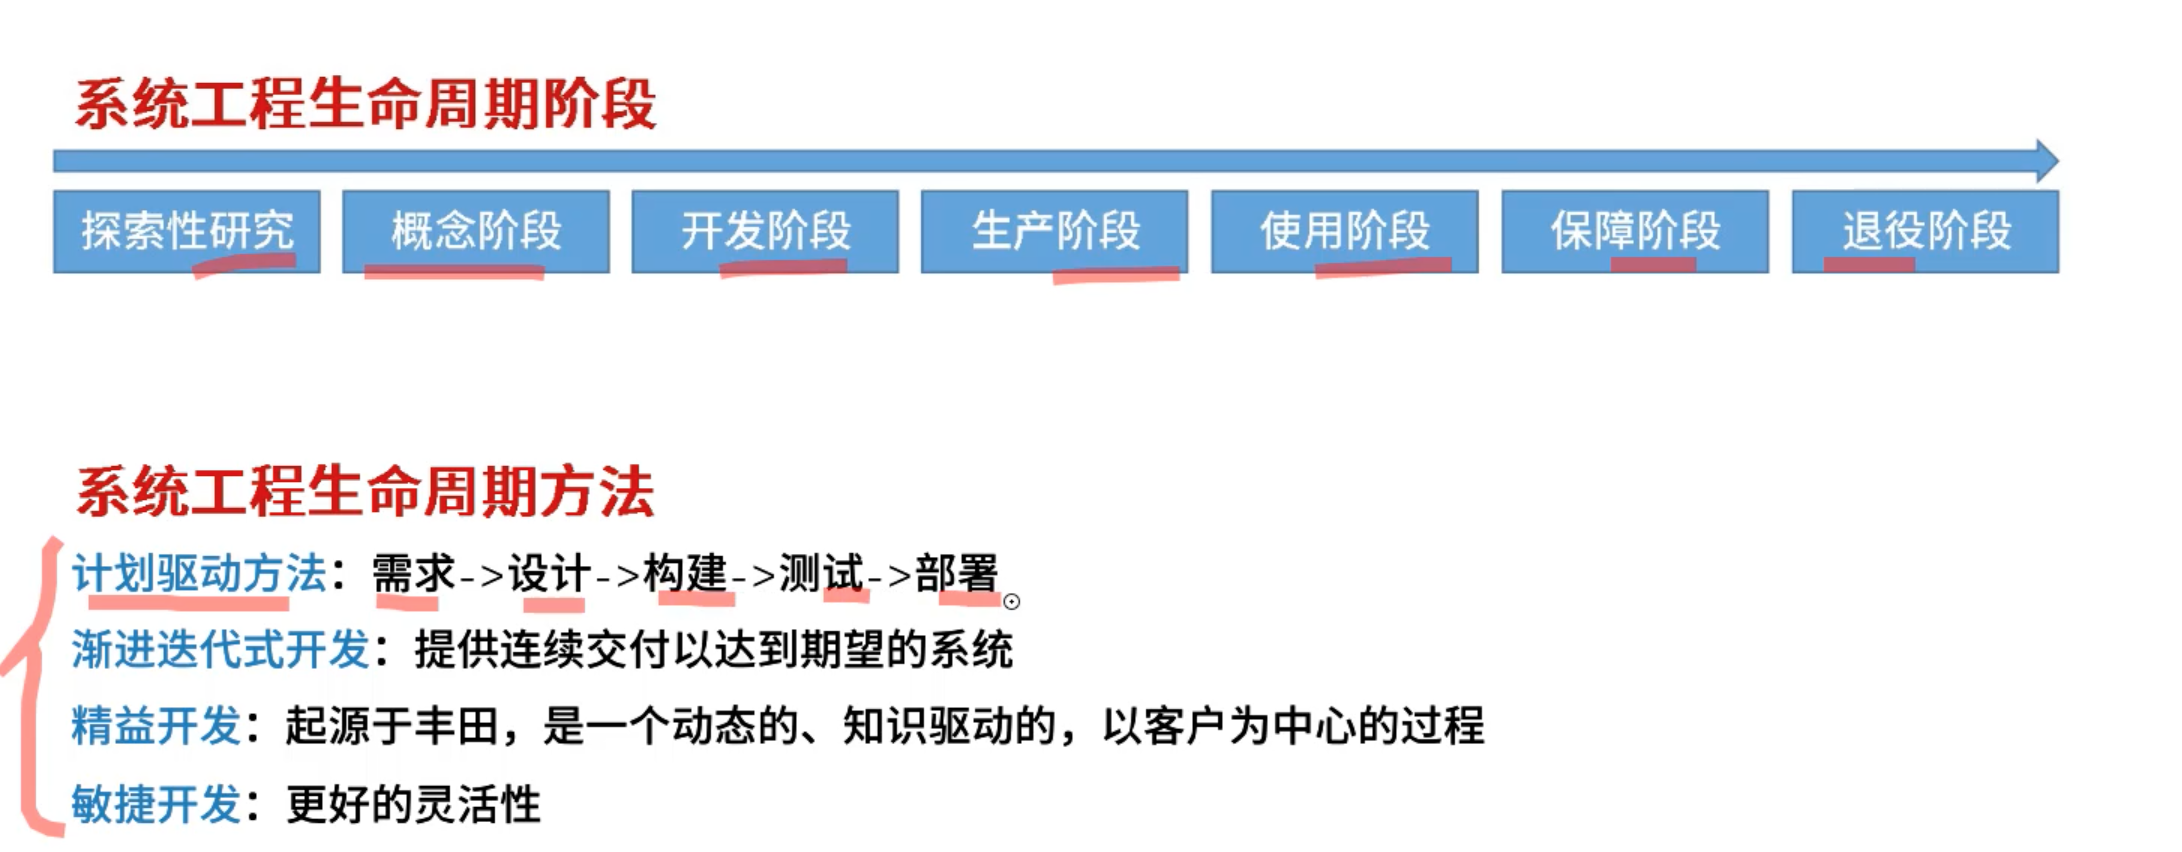 系统工程生命周期阶段
探索性研究 概念阶段 开发阶段 生产阶段 使用阶段 保障阶段 退役阶段
系统工程生命周期方法
计划驱动方法：需求->设计->构建->测试->部署
渐进迭代式开发：提供连续交付以达到期望的系统
精益开发：起源于丰田，是一个动态的、知识驱动的，以客户为中心的过程
敏捷开发：更好的灵活性